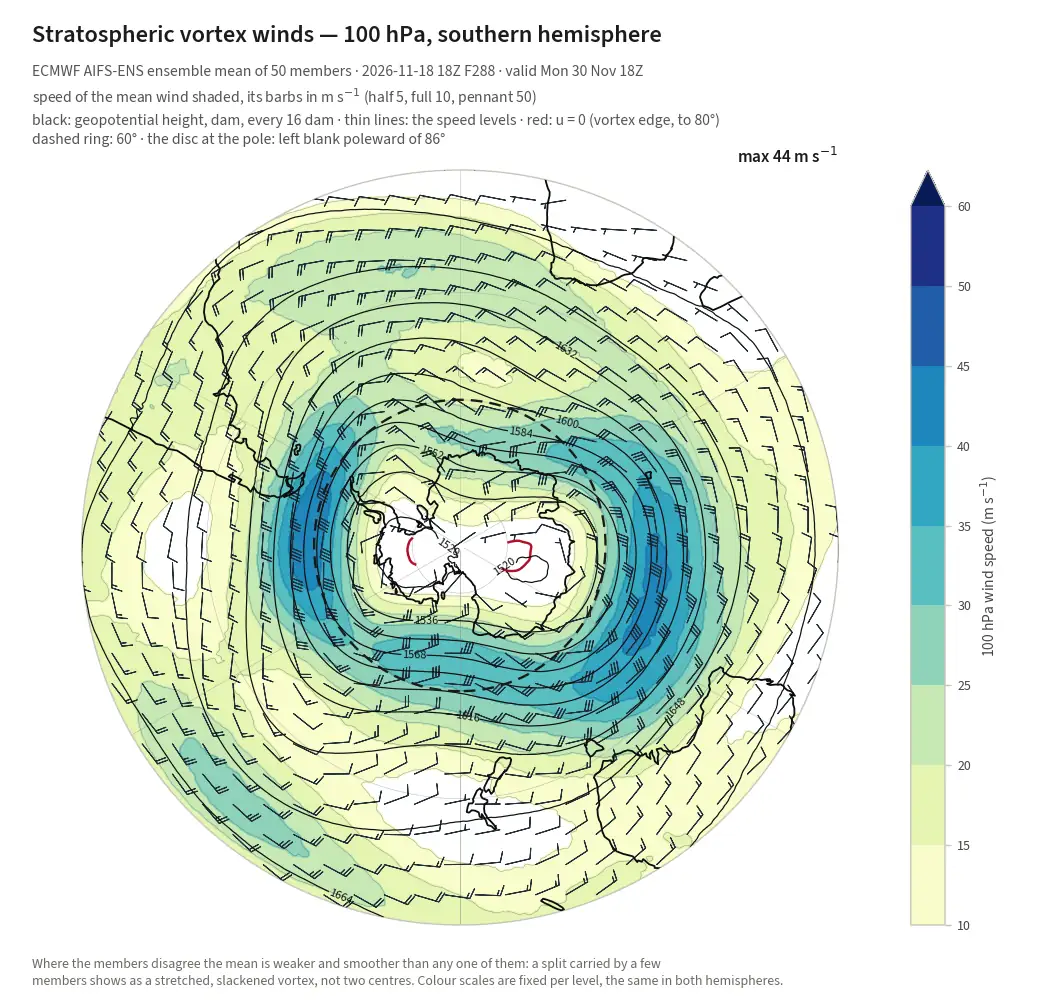 Stratospheric vortex winds — 100 hPa, southern hemisphere
ECMWF AIFS-ENS ensemble mean of 50 members · 2026-11-18 18Z F288 · valid Mon 30 Nov 18Z
speed of the mean wind shaded, its barbs in m s⁻¹ (half 5, full 10, pennant 50)
black: geopotential height, dam, every 16 dam · thin lines: the speed levels · red: u = 0 (vortex edge, to 80°)
dashed ring: 60° · the disc at the pole: left blank poleward of 86°
max 44 m s⁻¹
60
50
45
40
35
30
25
20
15
10
100 hPa wind speed (m s⁻¹)
1632
1600
1584
1552
1520
1520
1536
1568
1616
1648
1664
Where the members disagree the mean is weaker and smoother than any one of them: a split carried by a few
members shows as a stretched, slackened vortex, not two centres. Colour scales are fixed per level, the same in both hemispheres.